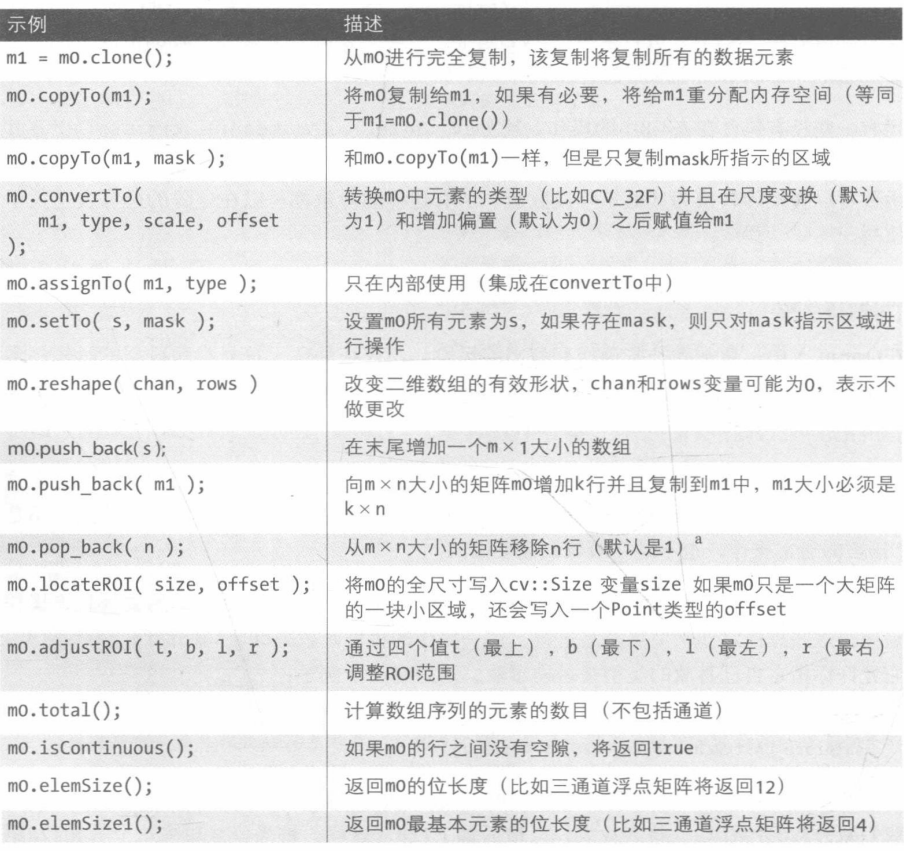 示例 描述
m1 = m0.clone(); 从m0进行完全复制，该复制将复制所有的数据元素
m0.copyTo(m1); 将m0复制给m1，如果有必要，将给m1重分配内存空间（等同
于m1=m0.clone()）
m0.copyTo(m1, mask ); 和m0.copyTo(m1)一样，但是只复制mask所指示的区域
m0.convertTo( 转换m0中元素的类型（比如CV_32F）并且在尺度变换（默认
m1, type, scale, offset 为1）和增加偏置（默认为0）之后赋值给m1
);
m0.assignTo( m1, type ); 只在内部使用（集成在convertTo中）
m0.setTo( s, mask ); 设置m0所有元素为s，如果存在mask，则只对mask指示区域进
行操作
m0.reshape( chan, rows ) 改变二维数组的有效形状，chan和rows变量可能为0，表示不
做更改
m0.push_back(s); 在末尾增加一个m×1大小的数组
m0.push_back( m1 ); 向m×n大小的矩阵m0增加k行并且复制到m1中，m1大小必须是
k×n
m0.pop_back( n ); 从m×n大小的矩阵移除n行（默认是1）a
m0.locateROI( size, offset ); 将m0的全尺寸写入cv::Size 变量size 如果m0只是一个大矩阵
的一块小区域，还会写入一个Point类型的offset
m0.adjustROI( t, b, l, r ); 通过四个值t（最上）, b（最下）, l（最左）, r（最右）
调整ROI范围
m0.total(); 计算数组序列的元素的数目（不包括通道）
m0.isContinuous(); 如果m0的行之间没有空隙，将返回true
m0.elemSize(); 返回m0的位长度（比如三通道浮点矩阵将返回12）
m0.elemSize1(); 返回m0最基本元素的位长度（比如三通道浮点矩阵将返回4）